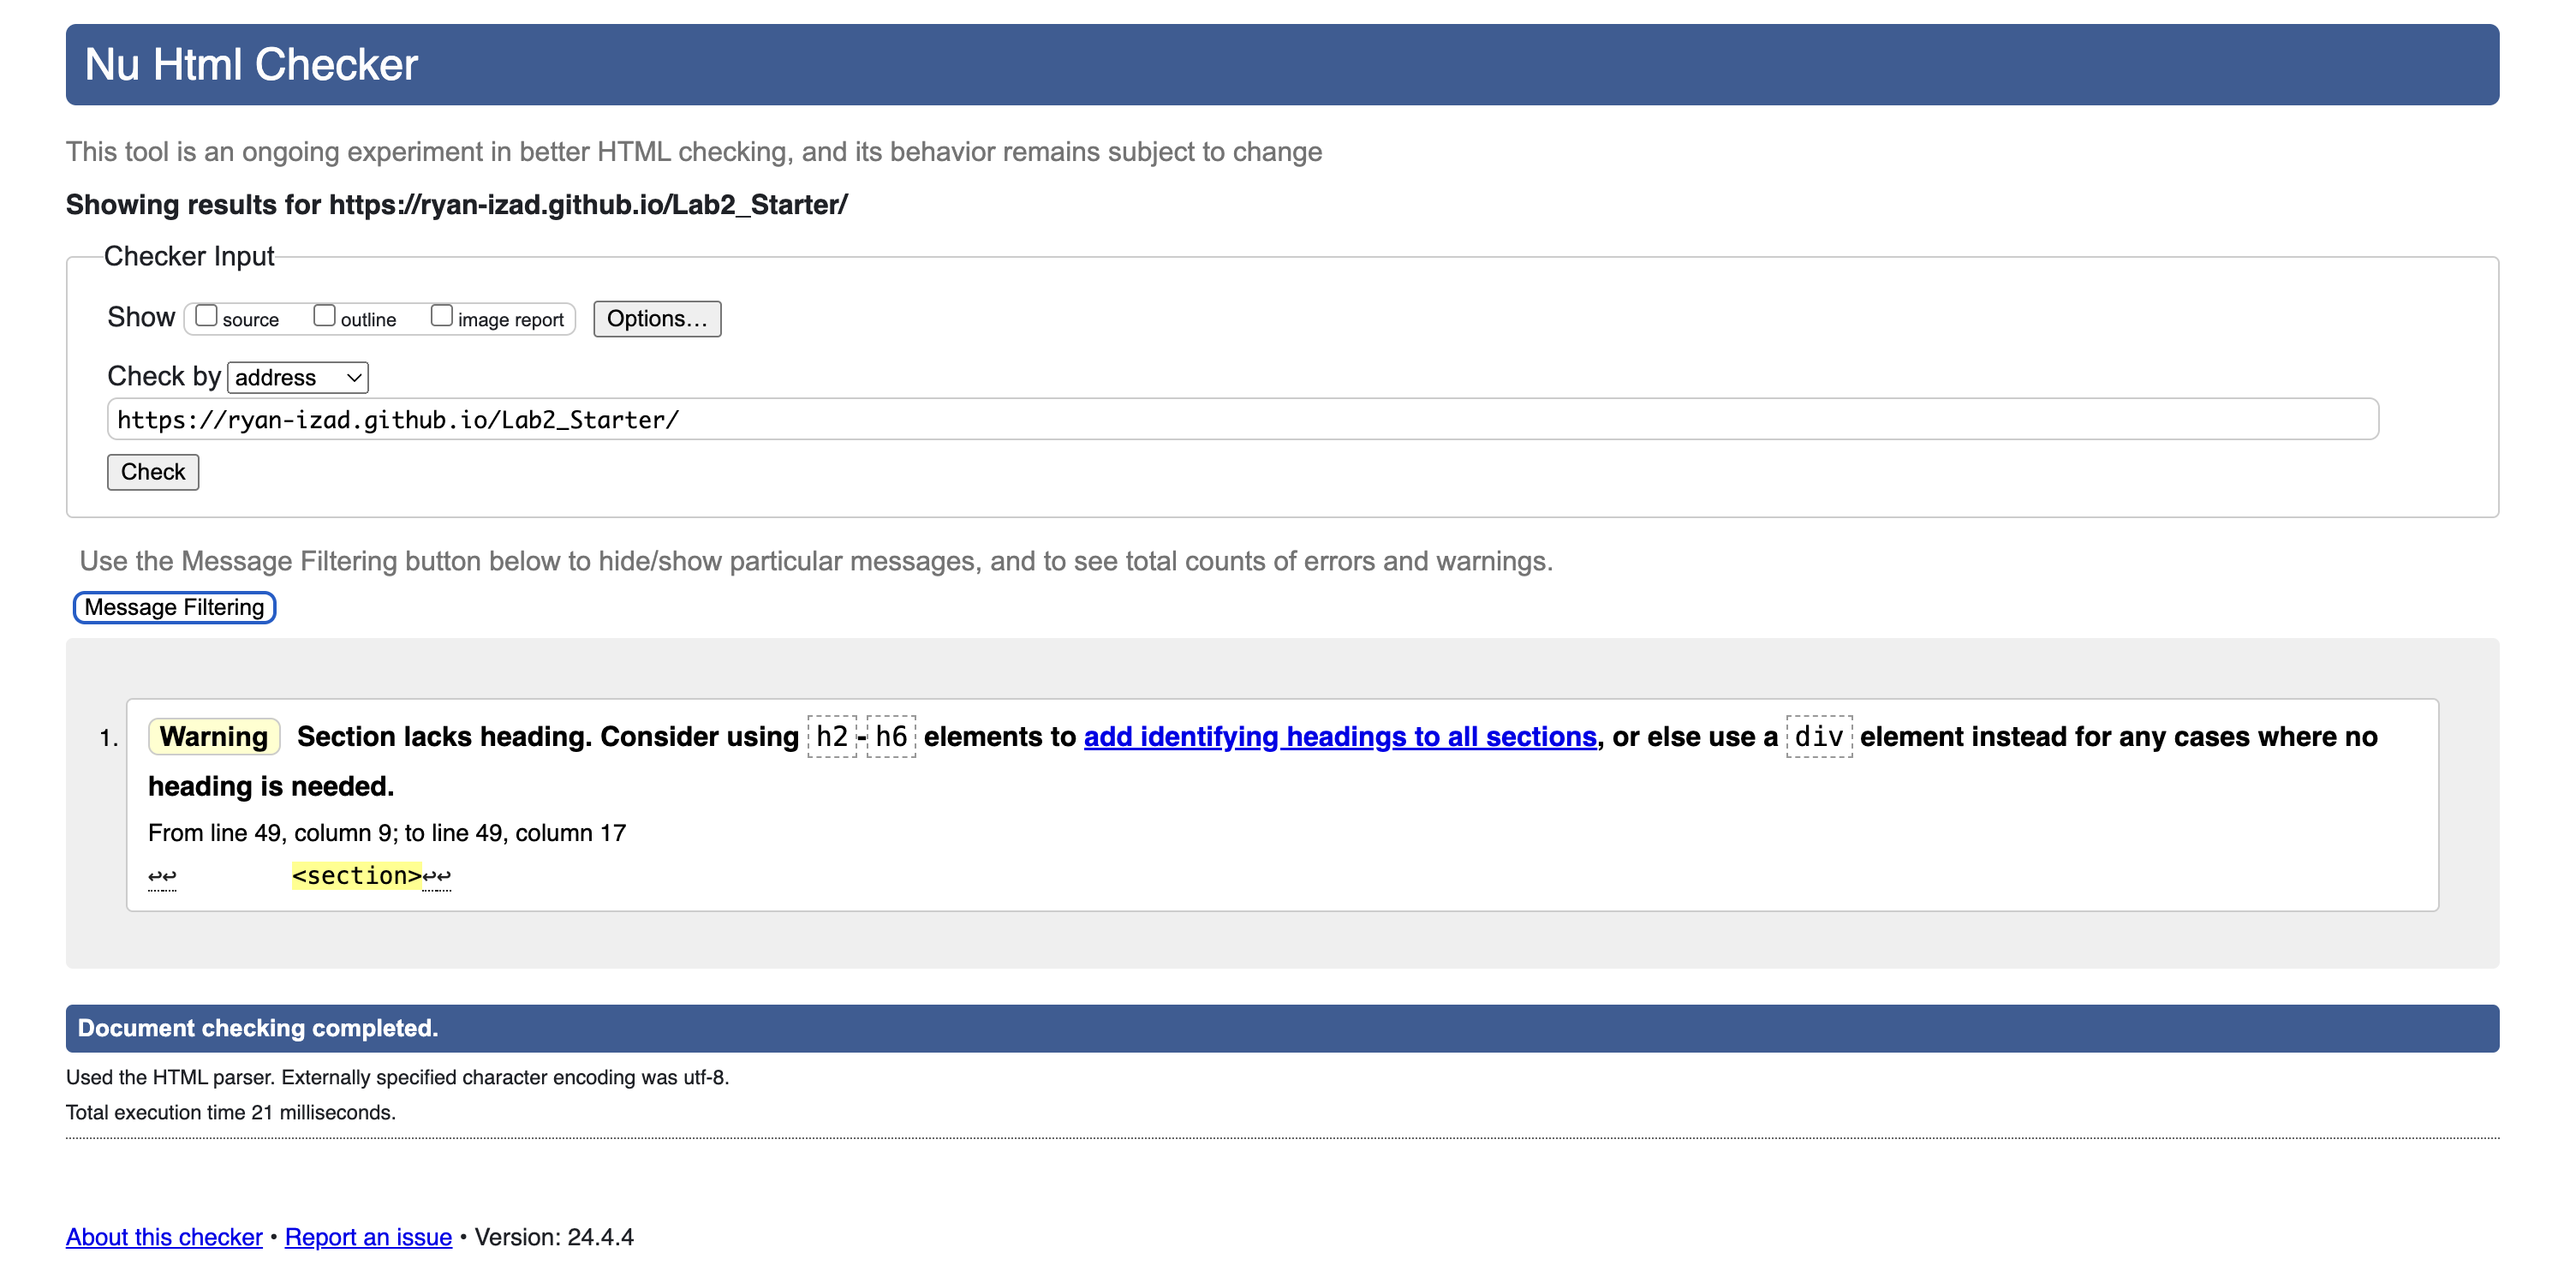 Nu Html Checker
This tool is an ongoing experiment in better HTML checking, and its behavior remains subject to change
Showing results for https://ryan-izad.github.io/Lab2_Starter/
Checker Input
Show source outline image report Options...
Check by address
https://ryan-izad.github.io/Lab2_Starter/
Check
Use the Message Filtering button below to hide/show particular messages, and to see total counts of errors and warnings.
Message Filtering
1. Warning Section lacks heading. Consider using h2-h6 elements to add identifying headings to all sections, or else use a div element instead for any cases where no
heading is needed.
From line 49, column 9; to line 49, column 17
↩↩ <section>↩↩
Document checking completed.
Used the HTML parser. Externally specified character encoding was utf-8.
Total execution time 21 milliseconds.
About this checker • Report an issue • Version: 24.4.4